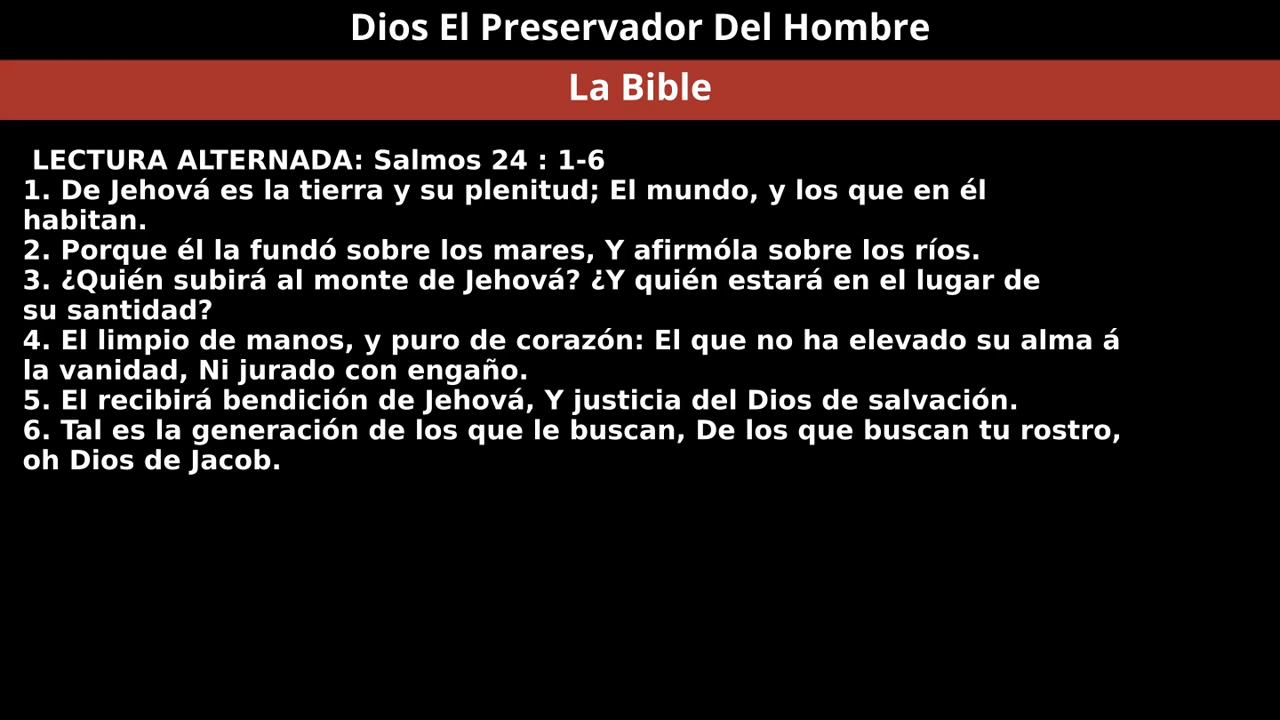 Dios El Preservador Del Hombre
La Bible
LECTURA ALTERNADA: Salmos 24 : 1-6
1. De Jehová es la tierra y su plenitud; El mundo, y los que en él
habitan.
2. Porque él la fundó sobre los mares, Y afirmóla sobre los ríos.
3. ¿Quién subirá al monte de Jehová? ¿Y quién estará en el lugar de
su santidad?
4. El limpio de manos, y puro de corazón: El que no ha elevado su alma á
la vanidad, Ni jurado con engaño.
5. El recibirá bendición de Jehová, Y justicia del Dios de salvación.
6. Tal es la generación de los que le buscan, De los que buscan tu rostro,
oh Dios de Jacob.